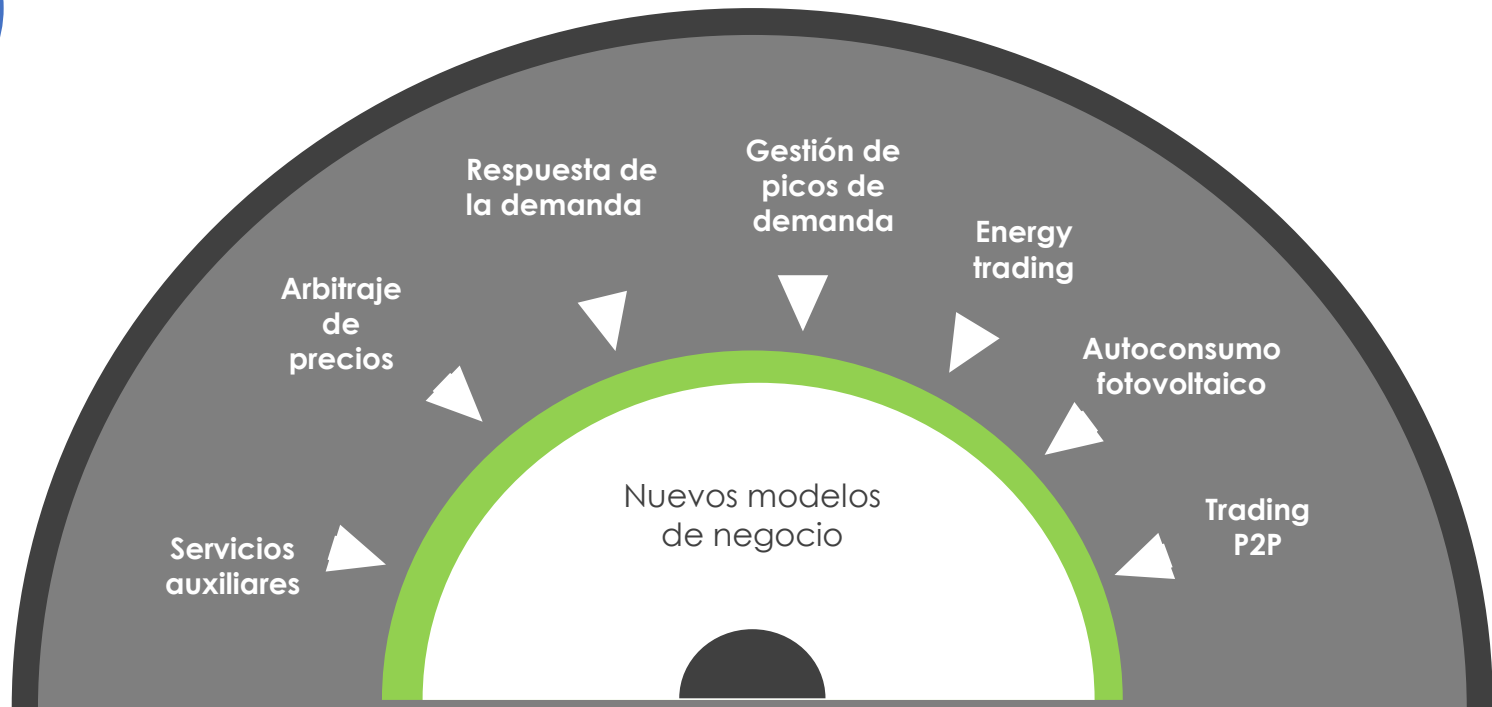 Respuesta de
la demanda
Gestión de
picos de
demanda
Energy
trading
Arbitraje
de
precios
Autoconsumo
fotovoltaico
Nuevos modelos
de negocio
Trading
P2P
Servicios
auxiliares